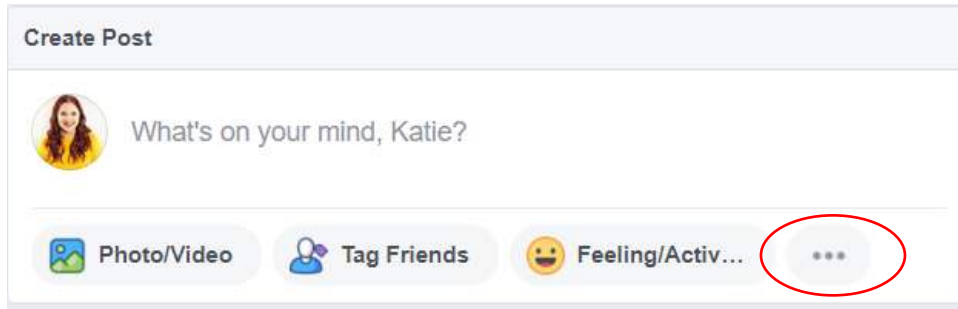 Create Post
What's on your mind, Katie?
Photo/Video Tag Friends Feeling/Activ... •••